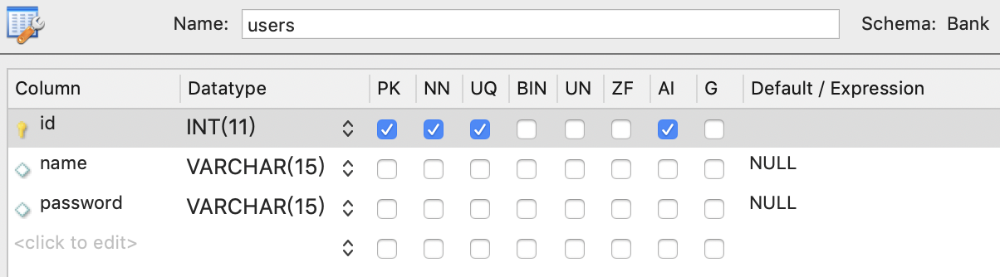 Name: users Schema: Bank
Column Datatype PK NN UQ BIN UN ZF AI G Default / Expression
id INT(11)
name VARCHAR(15) NULL
password VARCHAR(15) NULL
<click to edit>